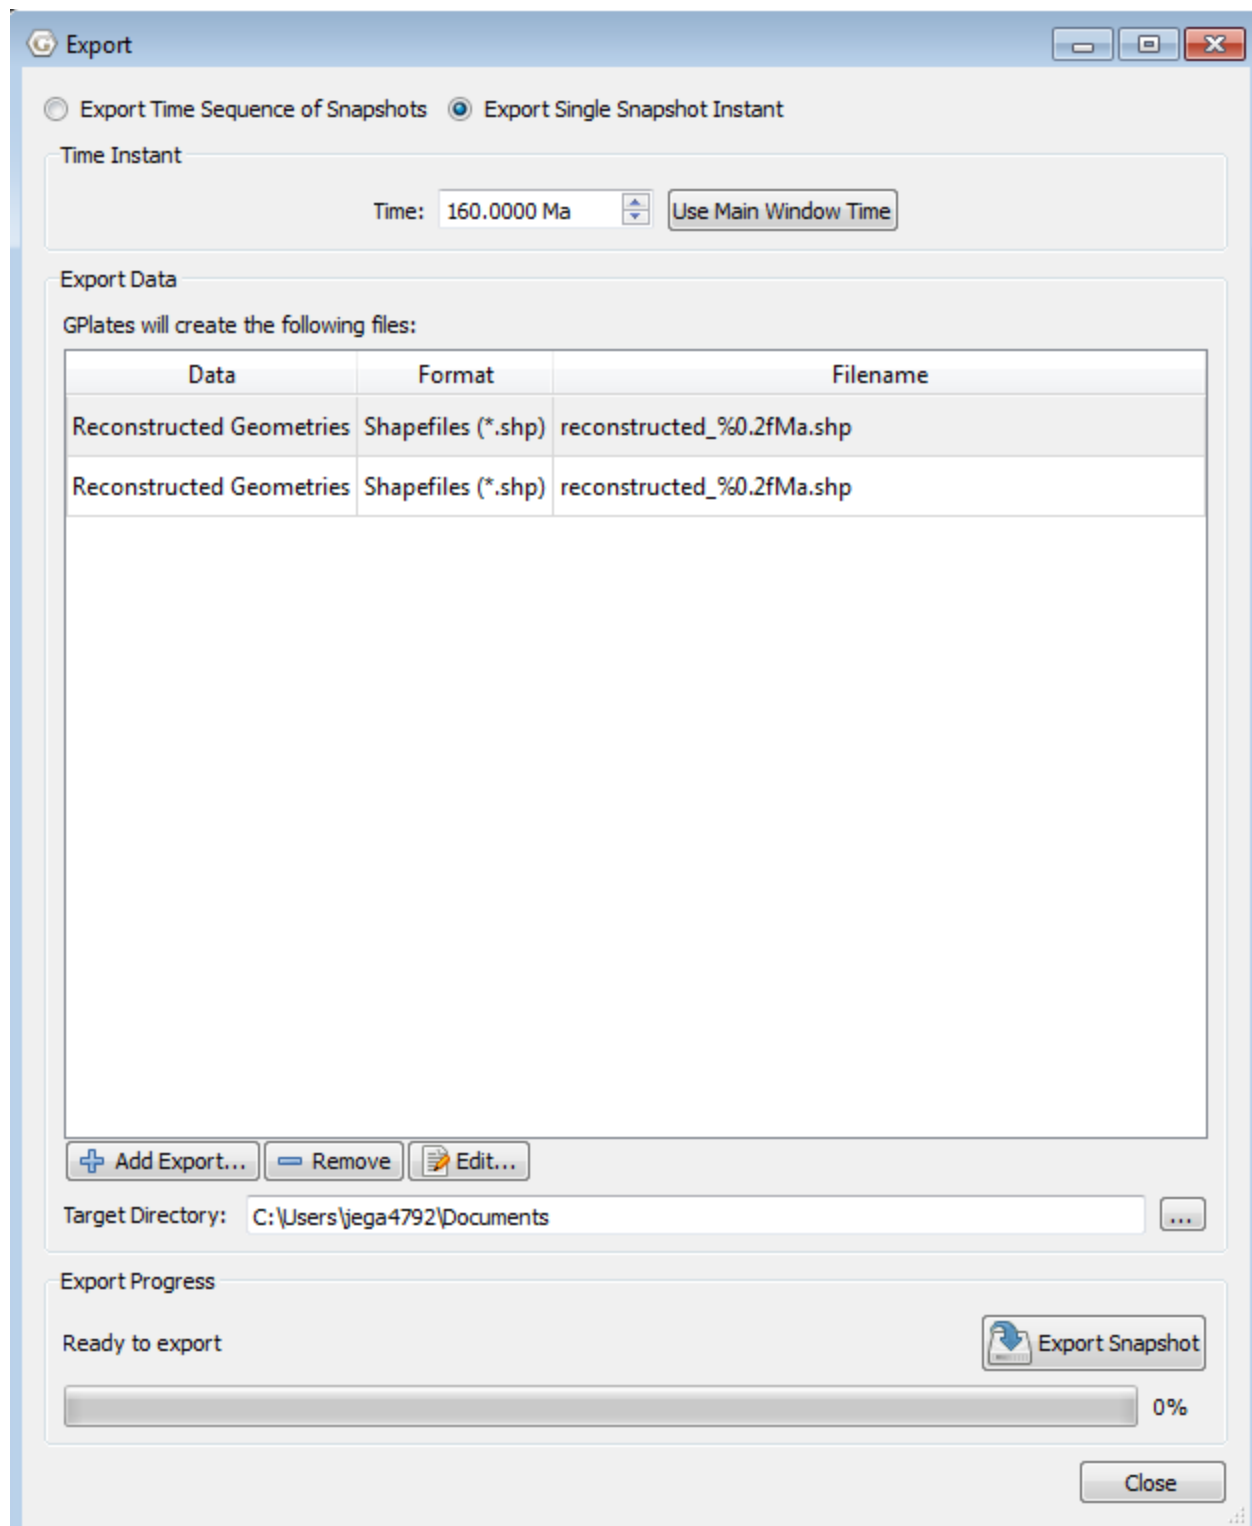 Export
Export Time Sequence of Snapshots Export Single Snapshot Instant
Time Instant
Time: 160.0000 Ma Use Main Window Time
Export Data
GPlates will create the following files:
Data Format Filename
Reconstructed Geometries Shapefiles (*.shp) reconstructed_%0.2fMa.shp
Reconstructed Geometries Shapefiles (*.shp) reconstructed_%0.2fMa.shp
Add Export... Remove Edit...
Target Directory: C:\Users\jega4792\Documents ...
Export Progress
Ready to export Export Snapshot
0%
Close